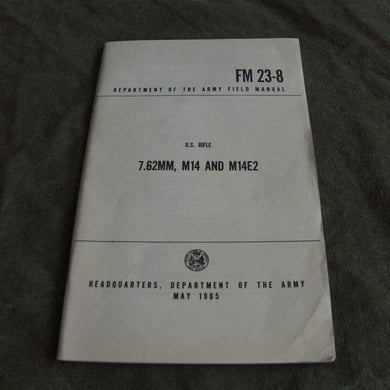 FM 23-8
DEPARTMENT OF THE ARMY FIELD MANUAL
U.S. RIFLE
7.62MM, M14 AND M14E2
HEADQUARTERS, DEPARTMENT OF THE ARMY
MAY 1965